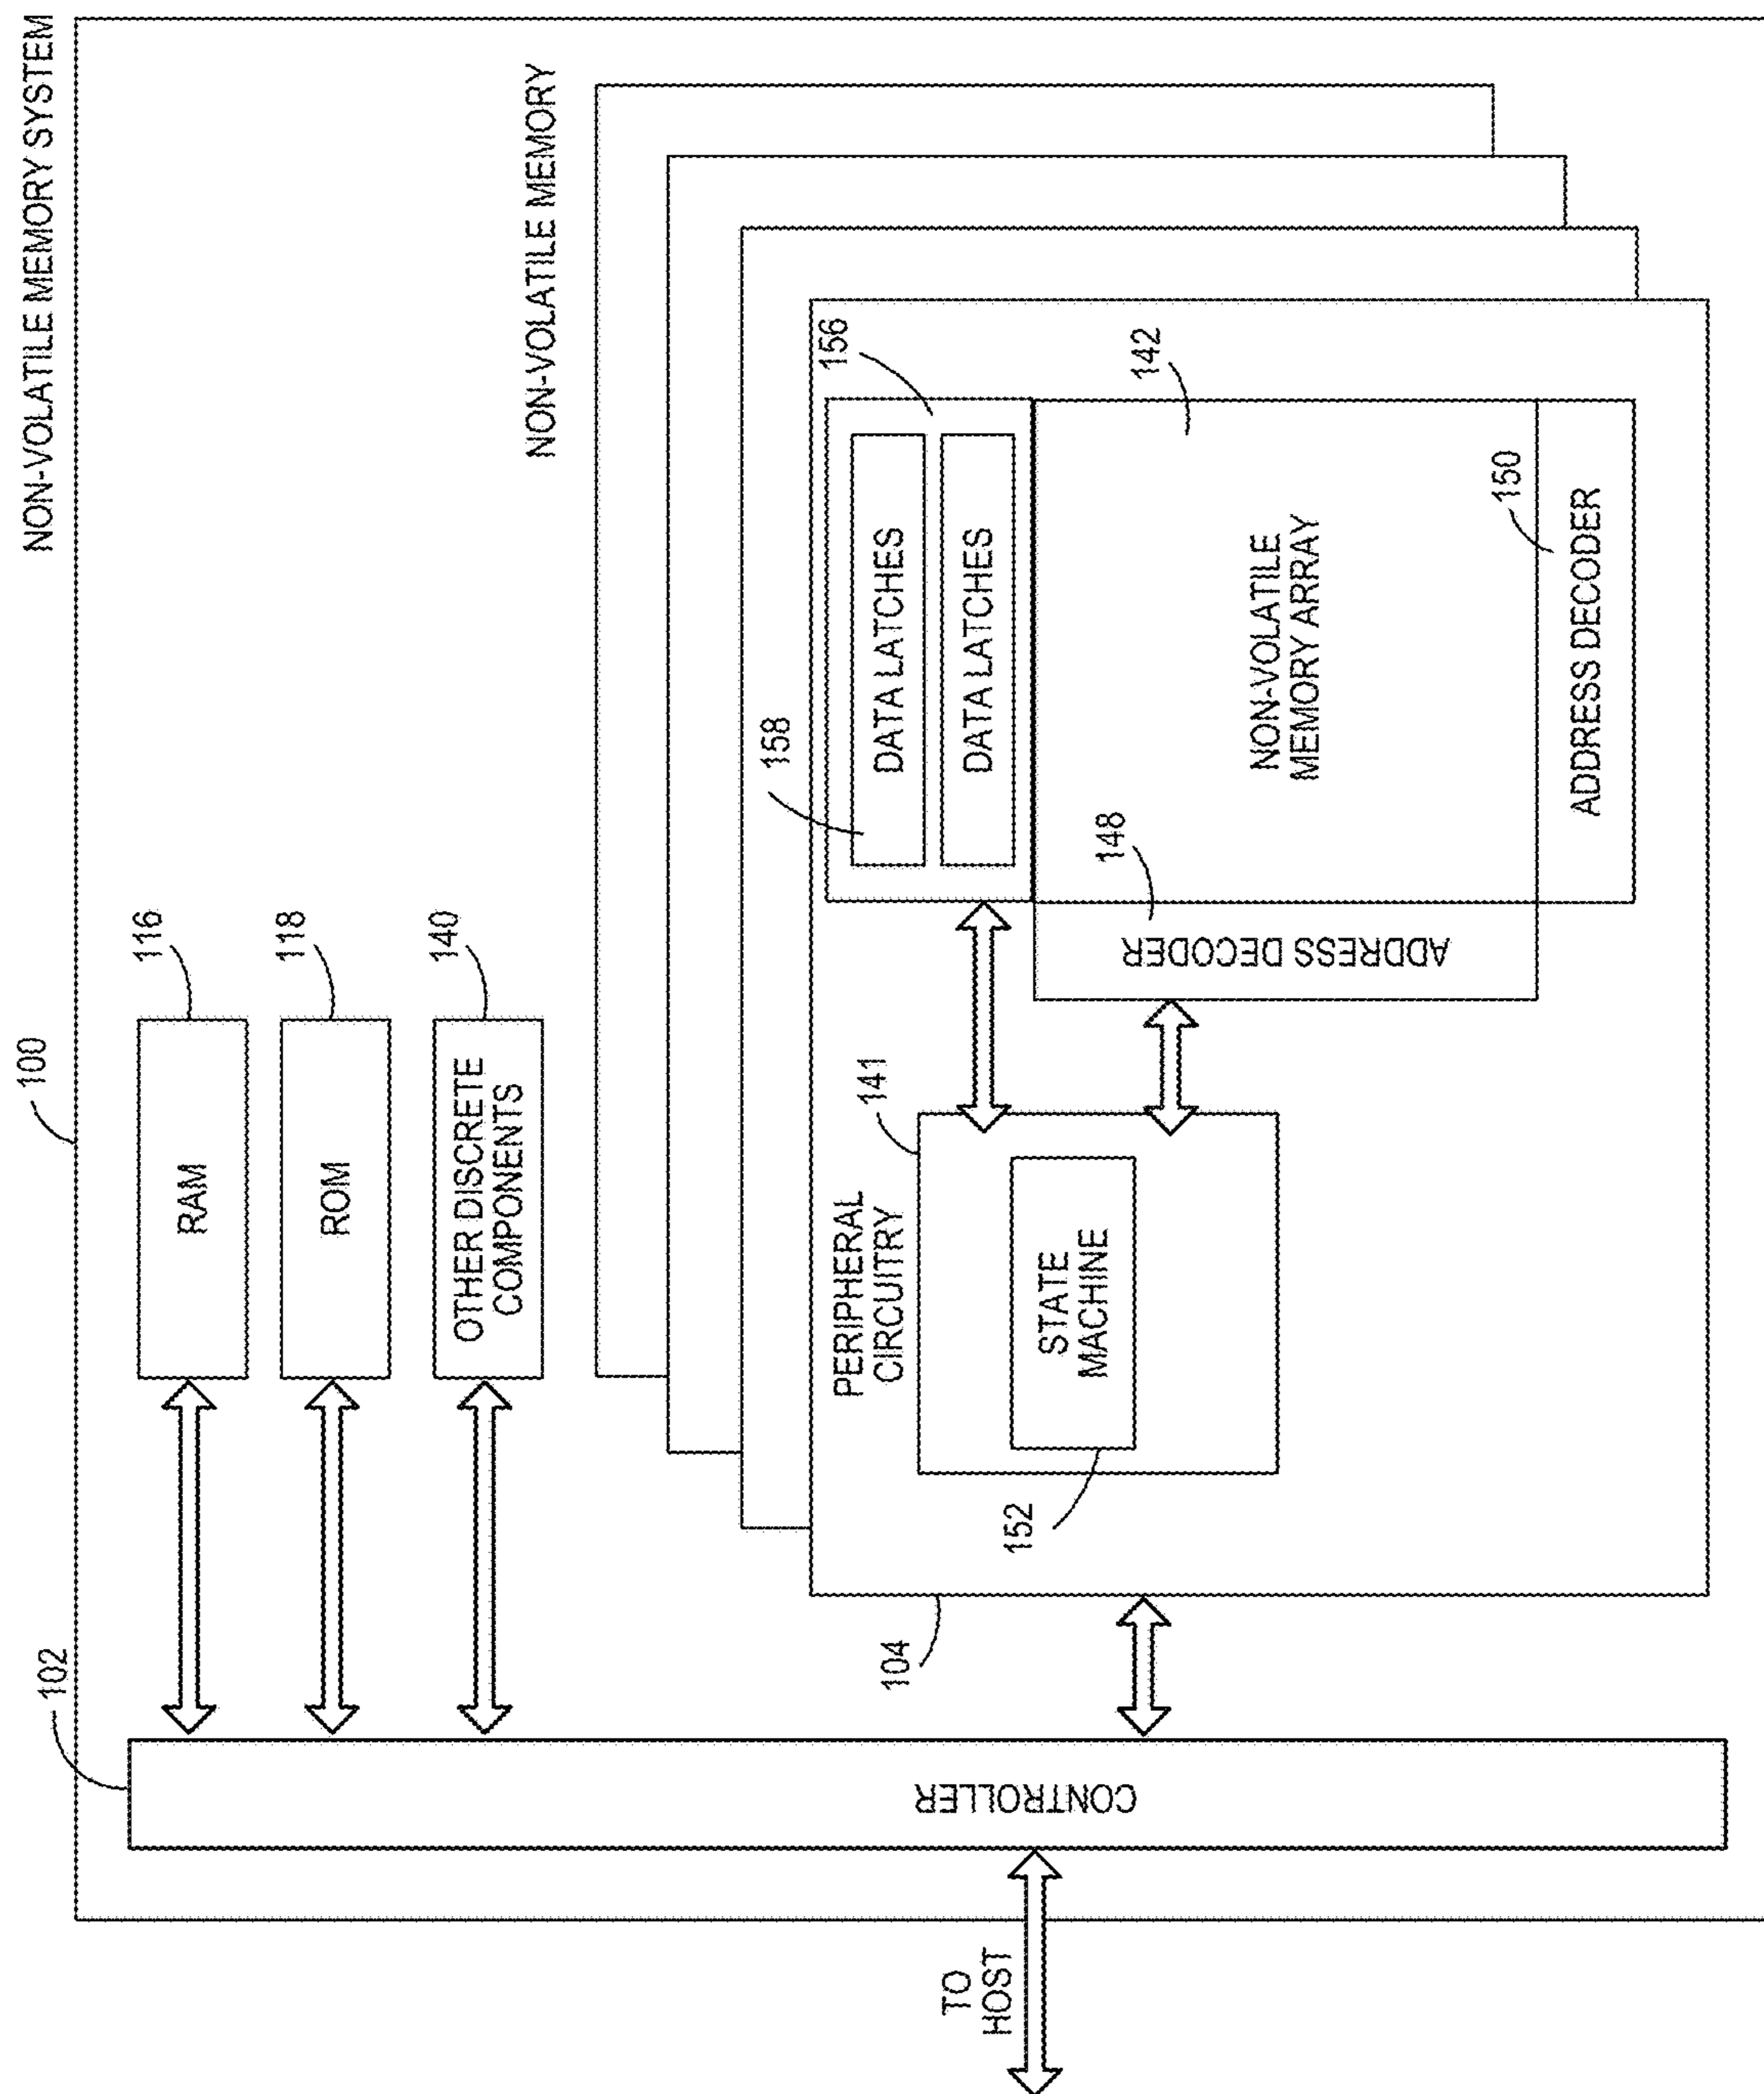 NON-VOLATILE MEMORY SYSTEM
100
102
116
RAM
118
ROM
140
OTHER DISCRETE
COMPONENTS
NON-VOLATILE MEMORY
CONTROLLER
TO
HOST
104
PERIPHERAL
CIRCUITRY
141
STATE
MACHINE
152
158
156
DATA LATCHES
DATA LATCHES
148
ADDRESS DECODER
142
NON-VOLATILE
MEMORY ARRAY
150
ADDRESS DECODER